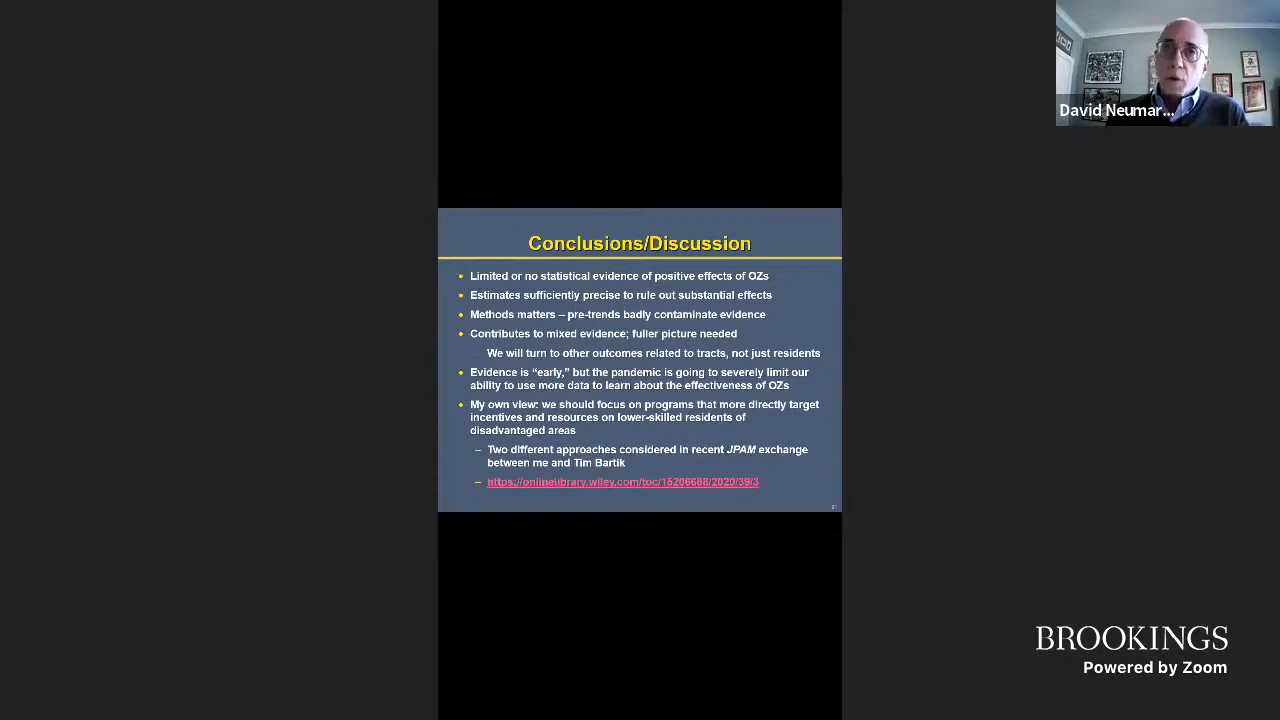 David Neumar...
Conclusions/Discussion
• Limited or no statistical evidence of positive effects of OZs
• Estimates sufficiently precise to rule out substantial effects
• Methods matters – pre-trends badly contaminate evidence
• Contributes to mixed evidence; fuller picture needed
– We will turn to other outcomes related to tracts, not just residents
• Evidence is “early,” but the pandemic is going to severely limit our
ability to use more data to learn about the effectiveness of OZs
• My own view: we should focus on programs that more directly target
incentives and resources on lower-skilled residents of
disadvantaged areas
– Two different approaches considered in recent JPAM exchange
between me and Tim Bartik
– https://onlinelibrary.wiley.com/toc/15206688/2020/39/3
BROOKINGS
Powered by Zoom